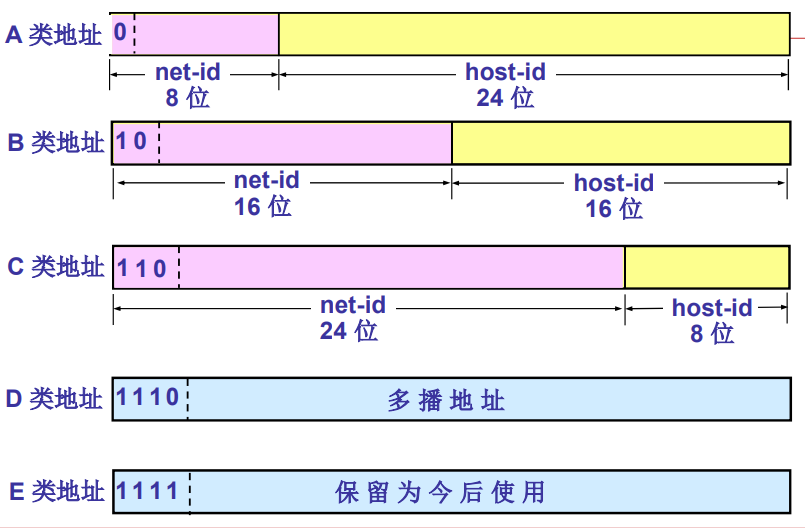 A 类地址 0
net-id host-id
8 位 24 位
B 类地址 1 0
net-id host-id
16 位 16 位
C 类地址 1 1 0
net-id host-id
24 位 8 位
D 类地址 1 1 1 0 多 播 地 址
E 类地址 1 1 1 1 保 留 为 今 后 使 用